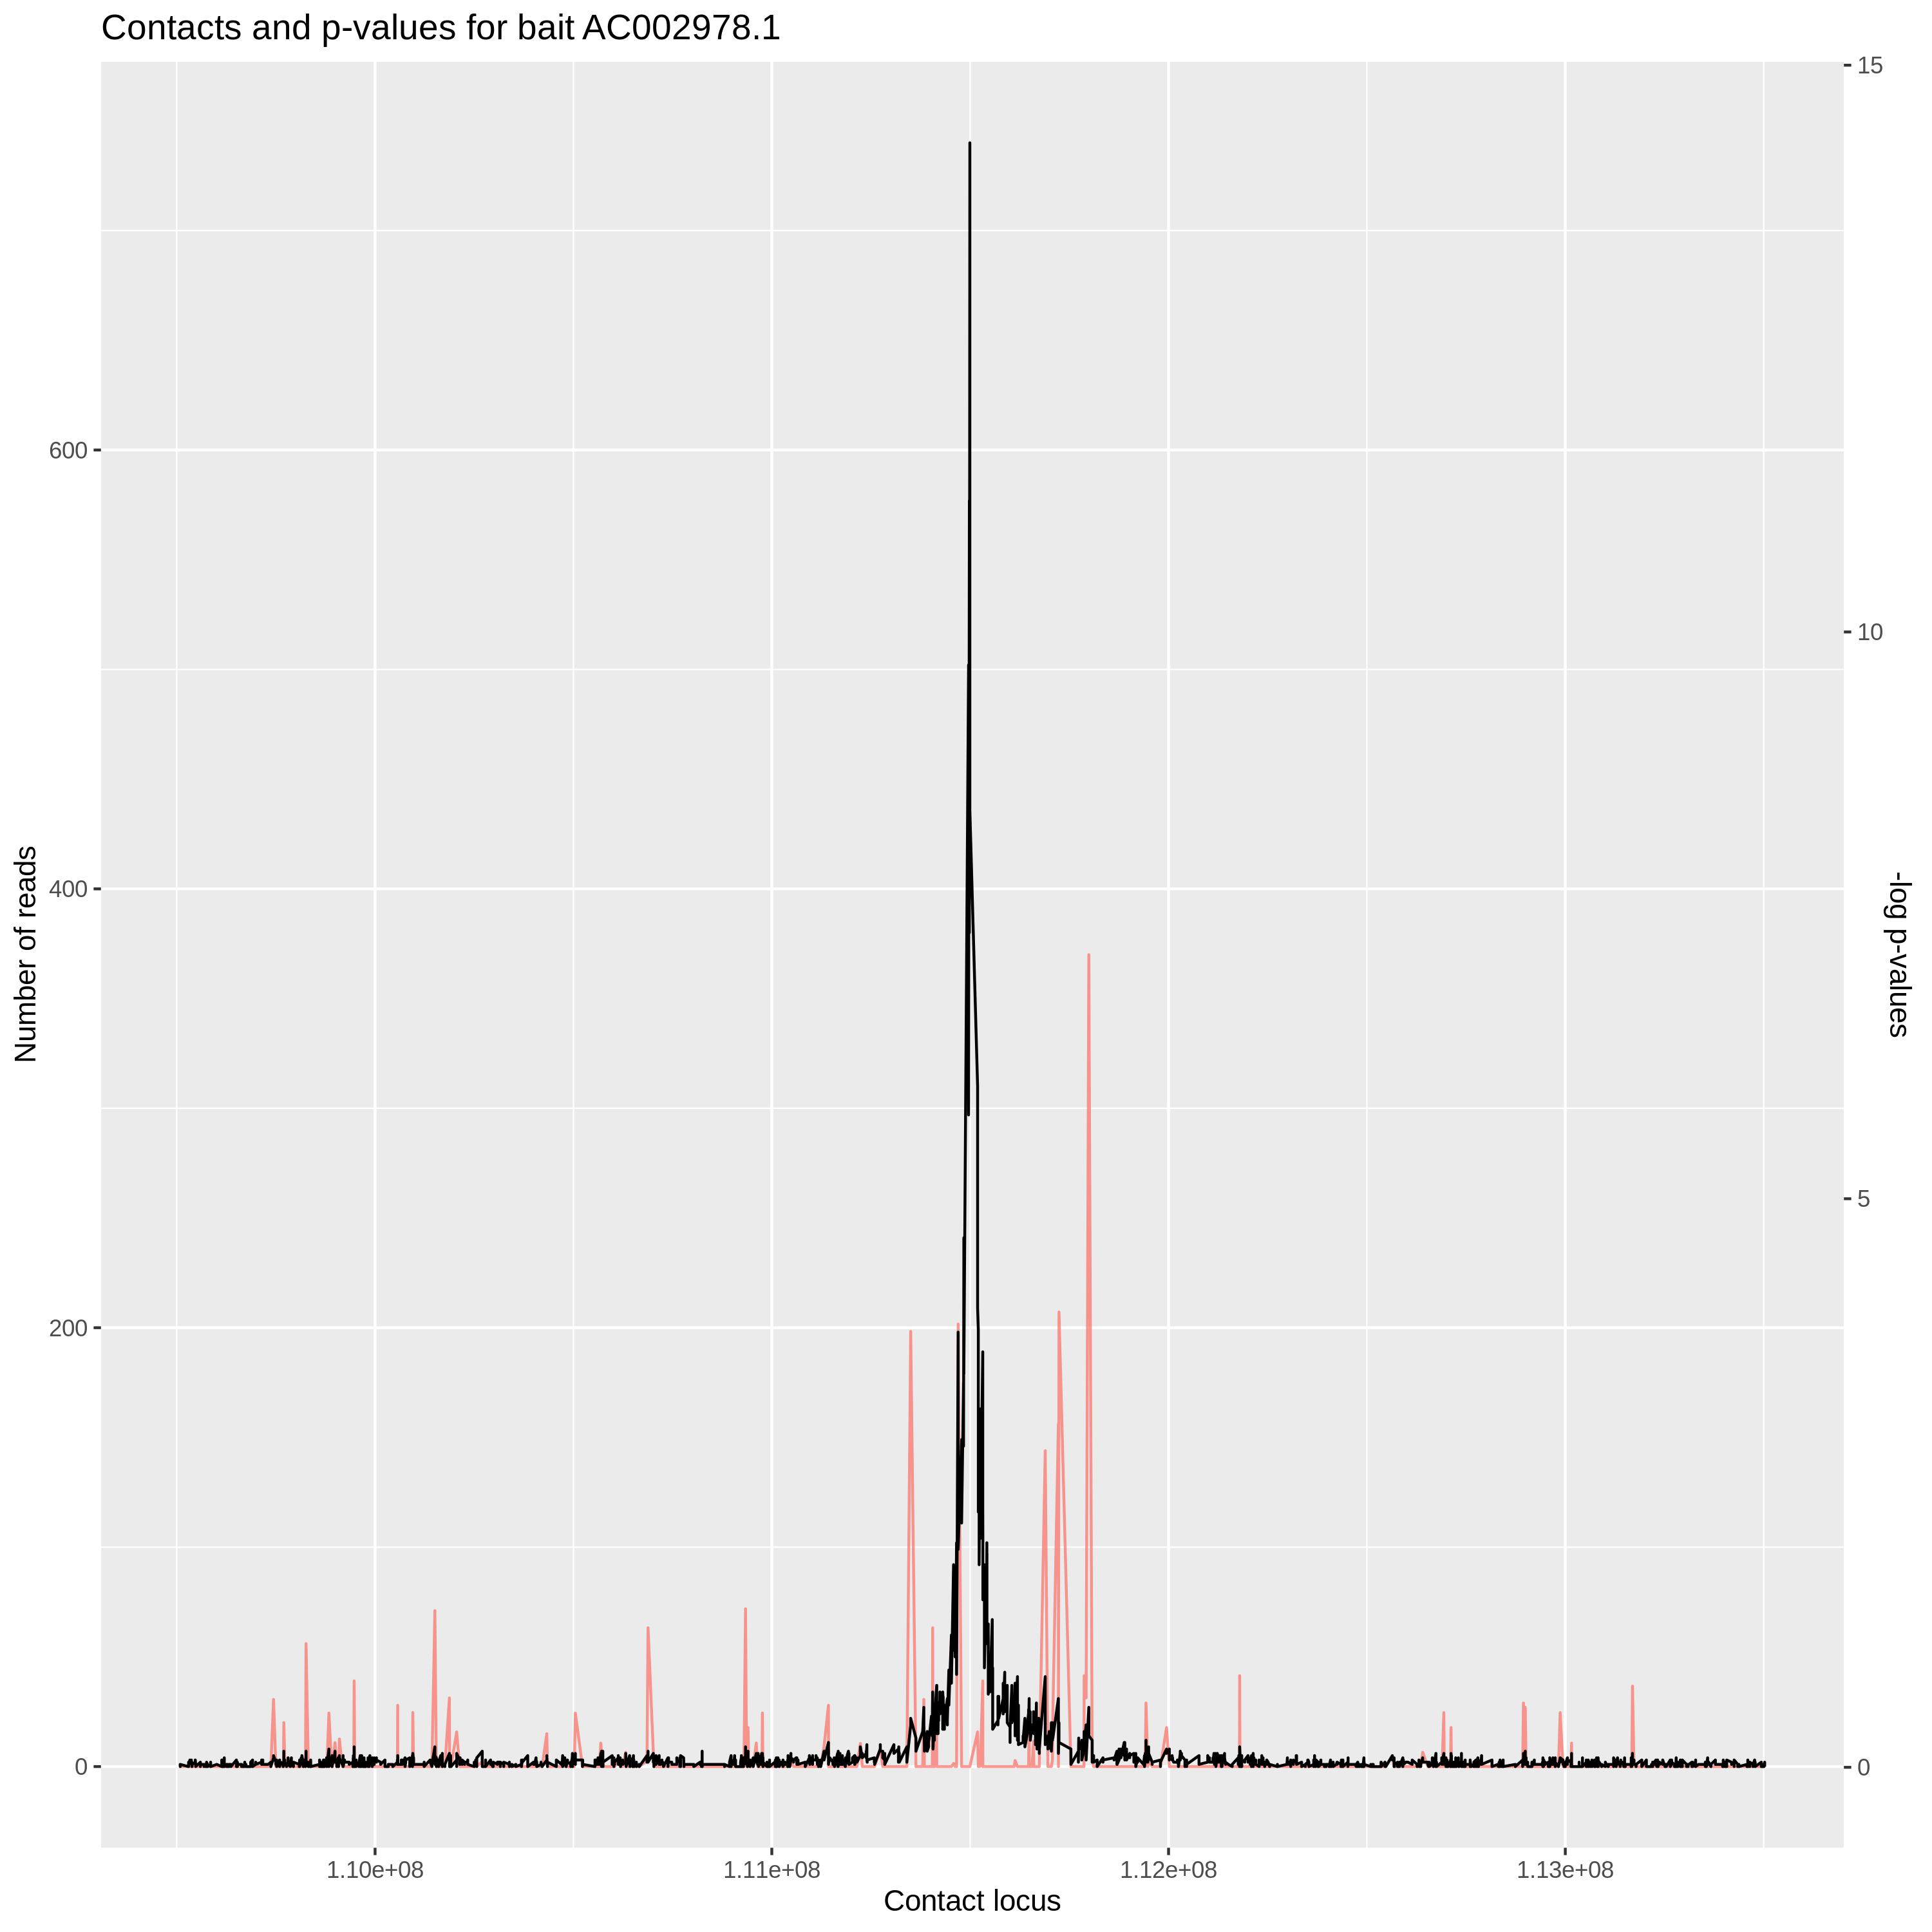 Contacts and p-values for bait AC002978.1
15
600
10
Number of reads
400
-log p-values
5
200
0
0
1.10e+08
1.11e+08
1.12e+08
1.13e+08
Contact locus